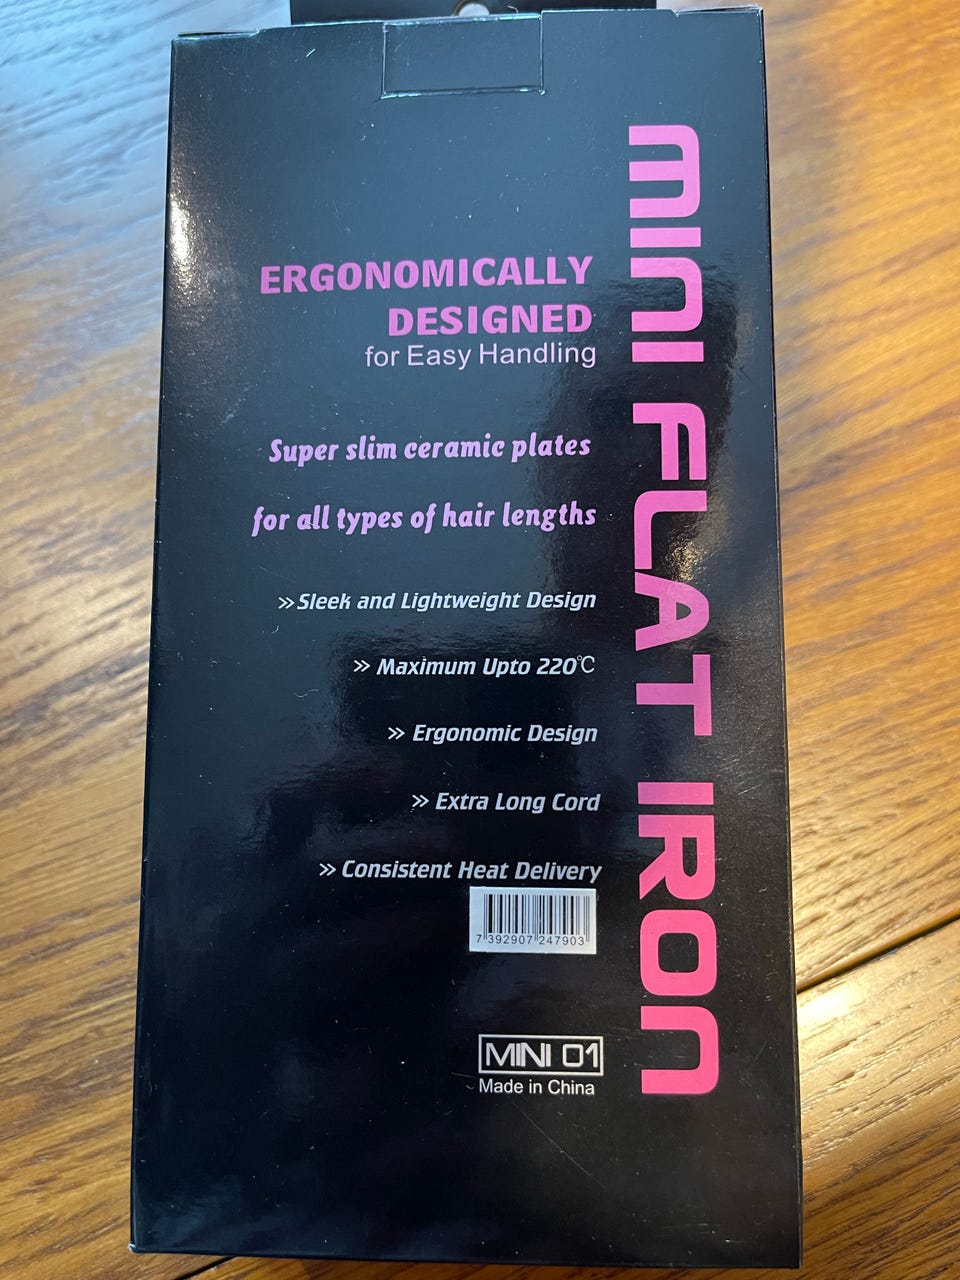 MINI FLAT IRON
ERGONOMICALLY
DESIGNED
for Easy Handling
Super slim ceramic plates
for all types of hair lengths
»Sleek and Lightweight Design
» Maximum Upto 220℃
» Ergonomic Design
» Extra Long Cord
» Consistent Heat Delivery
7 392907 247903
MINI 01
Made in China